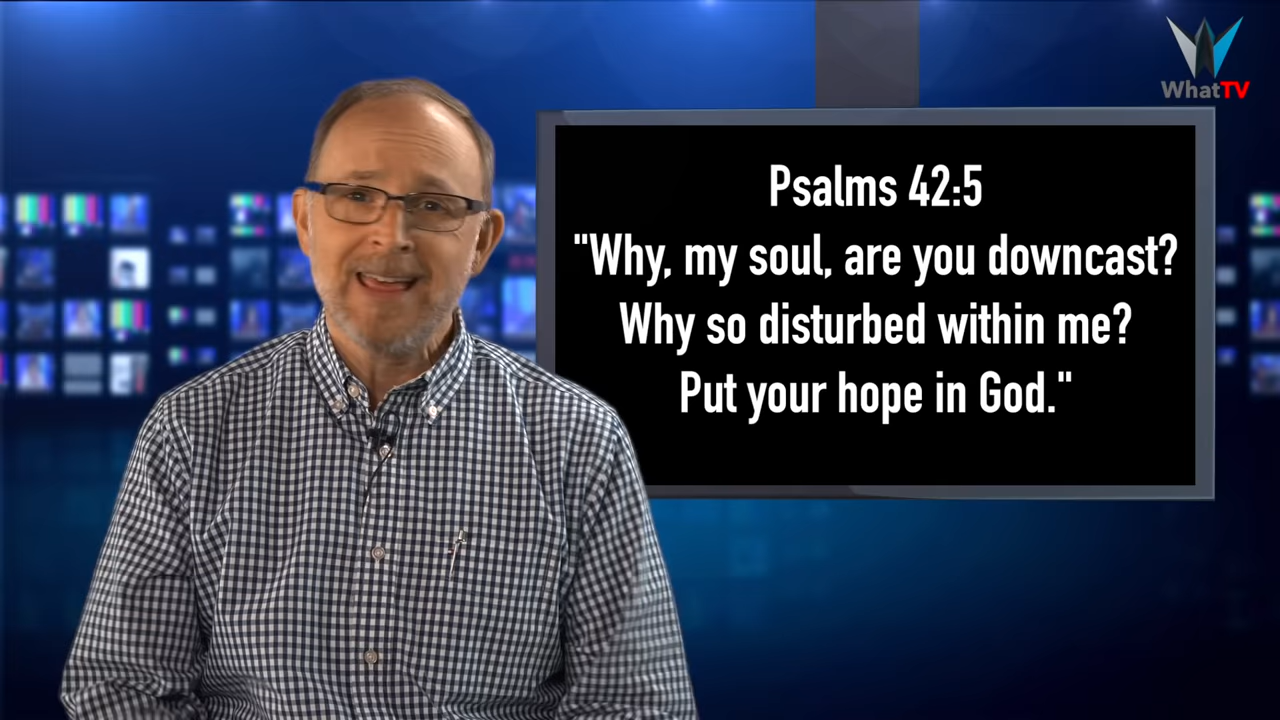 WhatTV
Psalms 42:5
"Why, my soul, are you downcast?
Why so disturbed within me?
Put your hope in God."